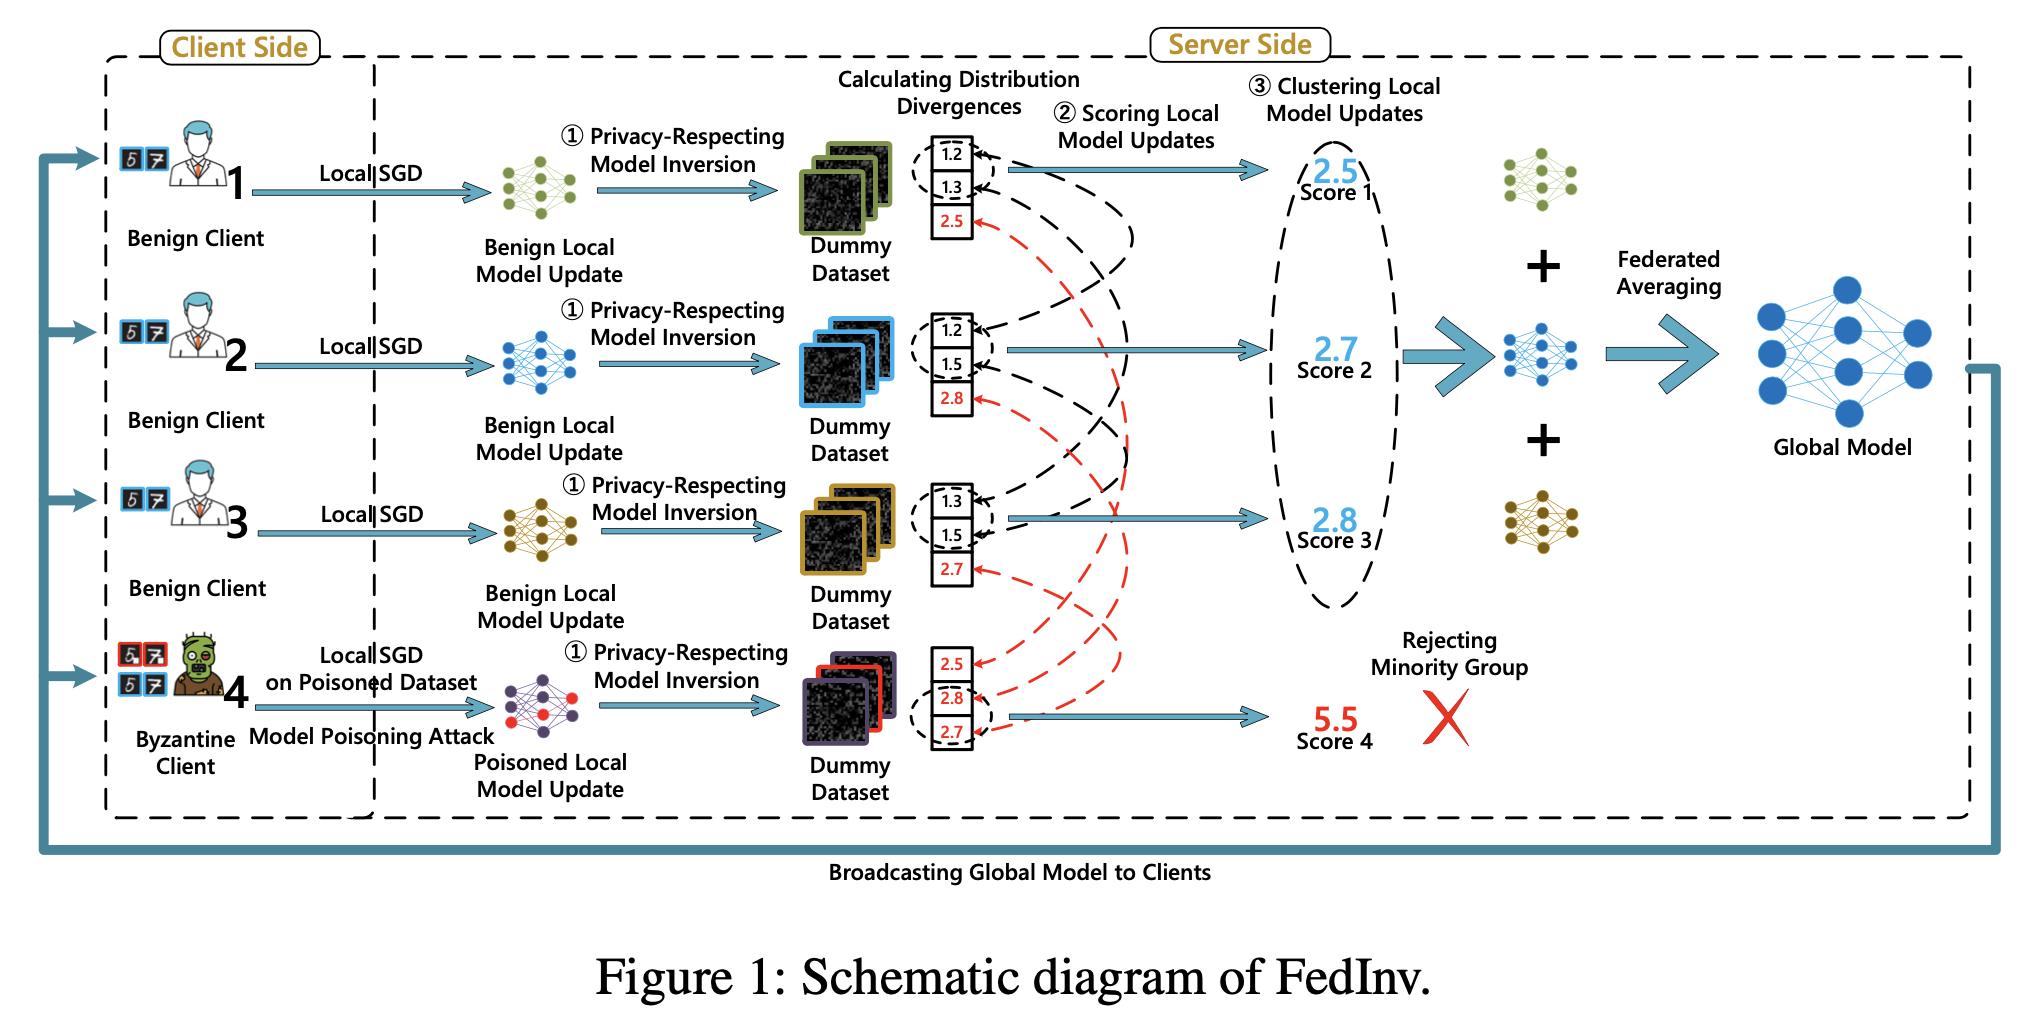 Client Side
Server Side
Calculating Distribution
Divergences
② Scoring Local
Model Updates
③ Clustering Local
Model Updates
5 7
1
Benign Client
Local SGD
Benign Local
Model Update
① Privacy-Respecting
Model Inversion
Dummy
Dataset
1.2
1.3
2.5
2.5
Score 1
5 7
2
Benign Client
Local SGD
Benign Local
Model Update
① Privacy-Respecting
Model Inversion
Dummy
Dataset
1.2
1.5
2.8
2.7
Score 2
5 7
3
Benign Client
Local SGD
Benign Local
Model Update
① Privacy-Respecting
Model Inversion
Dummy
Dataset
1.3
1.5
2.7
2.8
Score 3
5 7
5 7
4
Byzantine
Client
Local SGD
on Poisoned Dataset
Model Poisoning Attack
Poisoned Local
Model Update
① Privacy-Respecting
Model Inversion
Dummy
Dataset
2.5
2.8
2.7
5.5
Score 4
Rejecting
Minority Group
+
+
Federated
Averaging
Global Model
Broadcasting Global Model to Clients
Figure 1: Schematic diagram of FedInv.